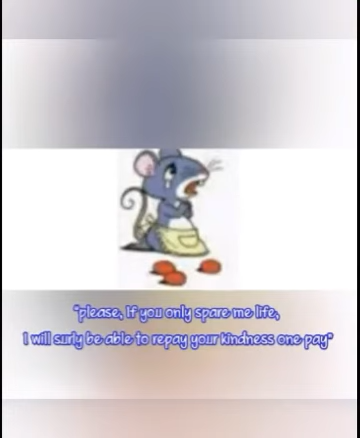 "please, If you only spare me life,
I will surly be able to repay your kindness one pay"